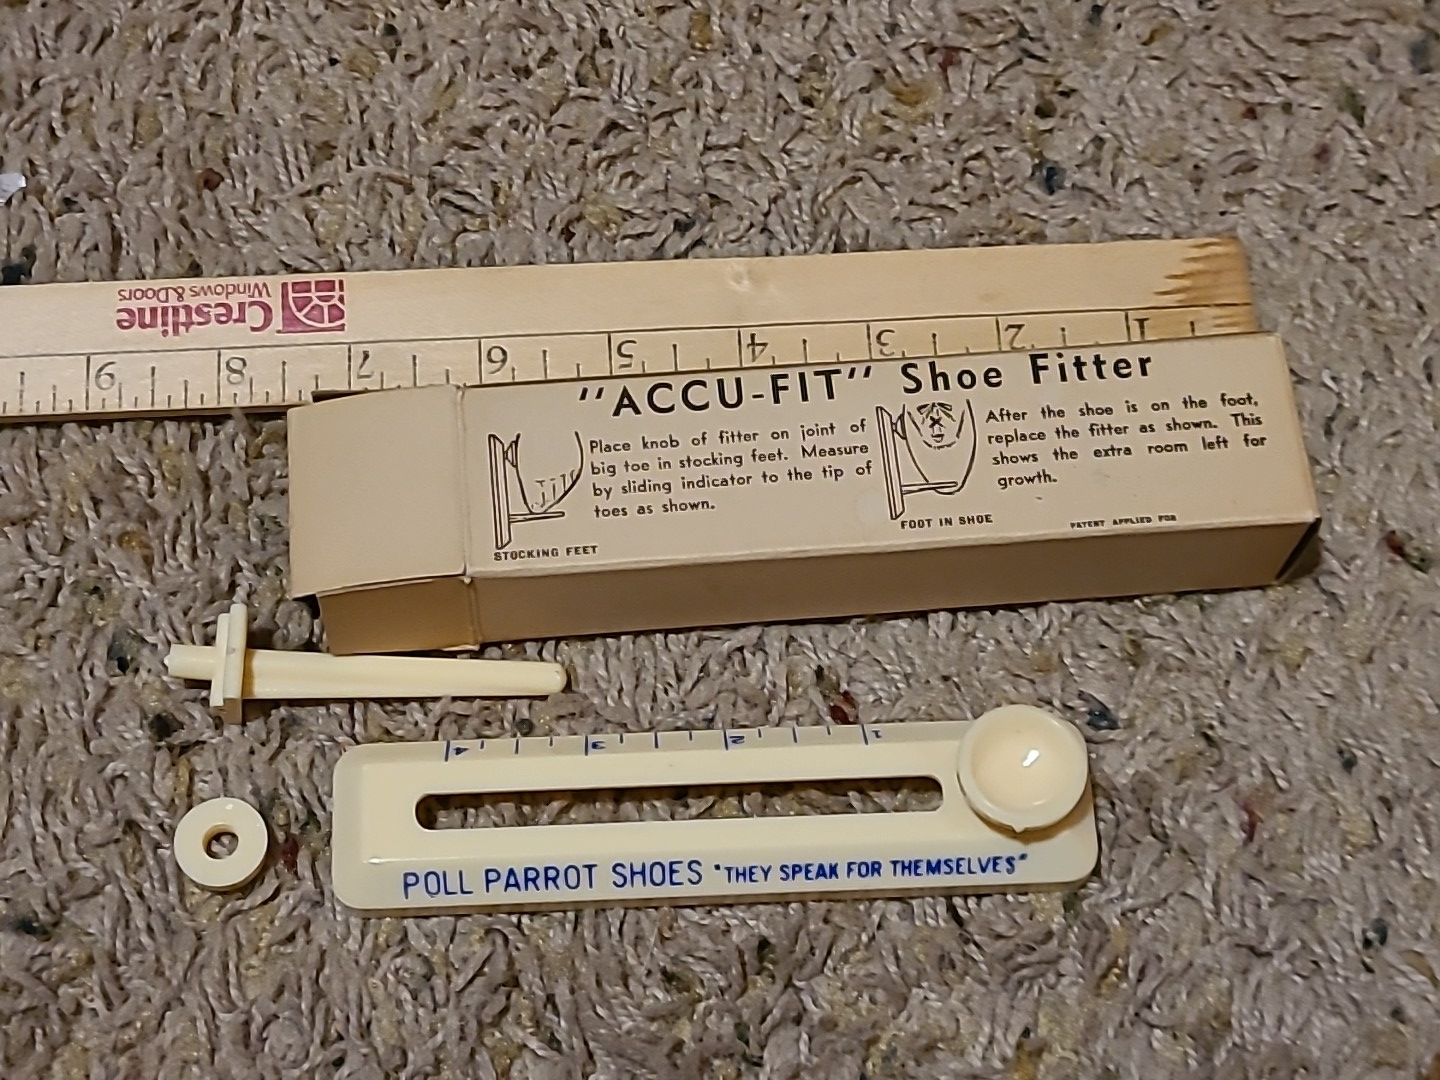 Crestline
Windows & Doors
9 8 7 6 5 4 3 2 1
"ACCU-FIT" Shoe Fitter
Place knob of fitter on joint of
big toe in stocking feet. Measure
by sliding indicator to the tip of
toes as shown.
STOCKING FEET
After the shoe is on the foot,
replace the fitter as shown. This
shows the extra room left for
growth.
FOOT IN SHOE
PATENT APPLIED FOR
4 3 2 1
POLL PARROT SHOES "THEY SPEAK FOR THEMSELVES"